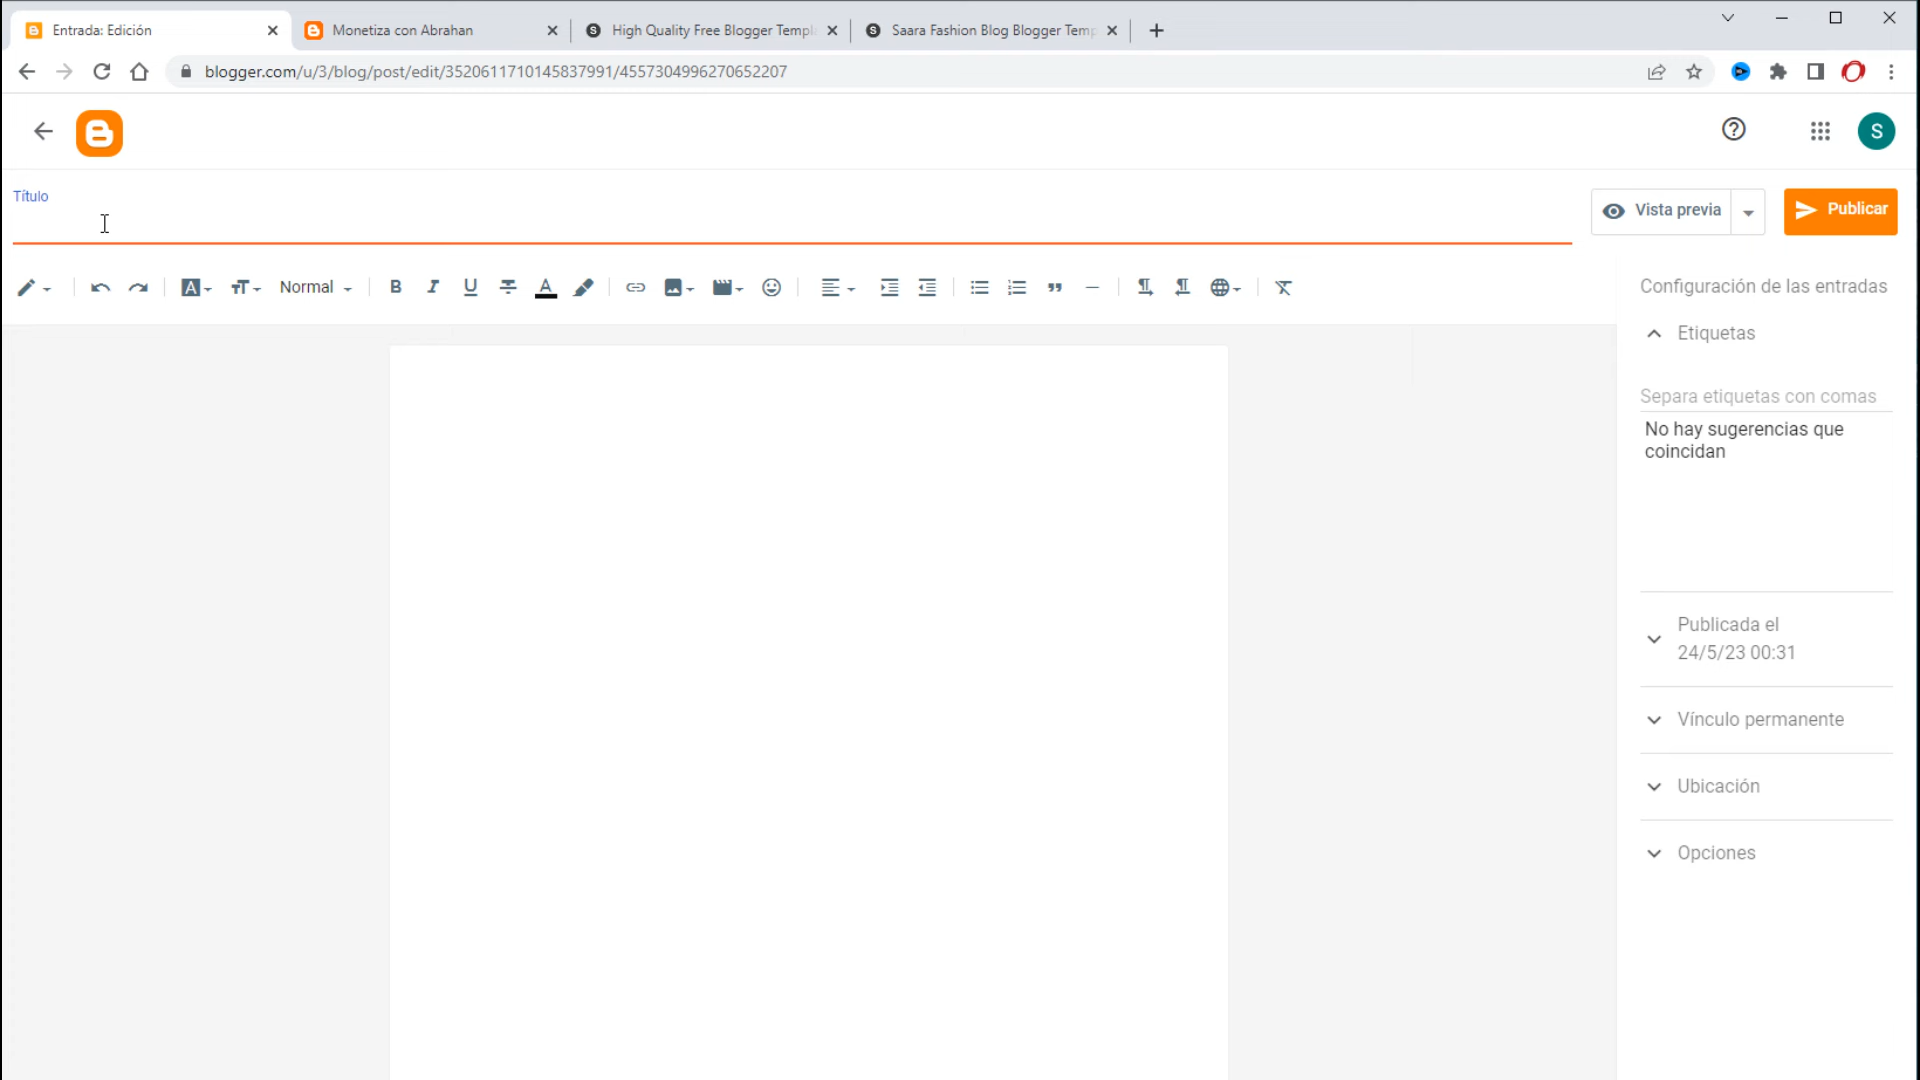 Entrada: Edición
Monetiza con Abrahan
High Quality Free Blogger Templ
Saara Fashion Blog Blogger Temp
blogger.com/u/3/blog/post/edit/3520611710145837991/4557304996270652207
S
Título
Vista previa
Publicar
Normal
Configuración de las entradas
Etiquetas
Separa etiquetas con comas
No hay sugerencias que
coincidan
Publicada el
24/5/23 00:31
Vínculo permanente
Ubicación
Opciones